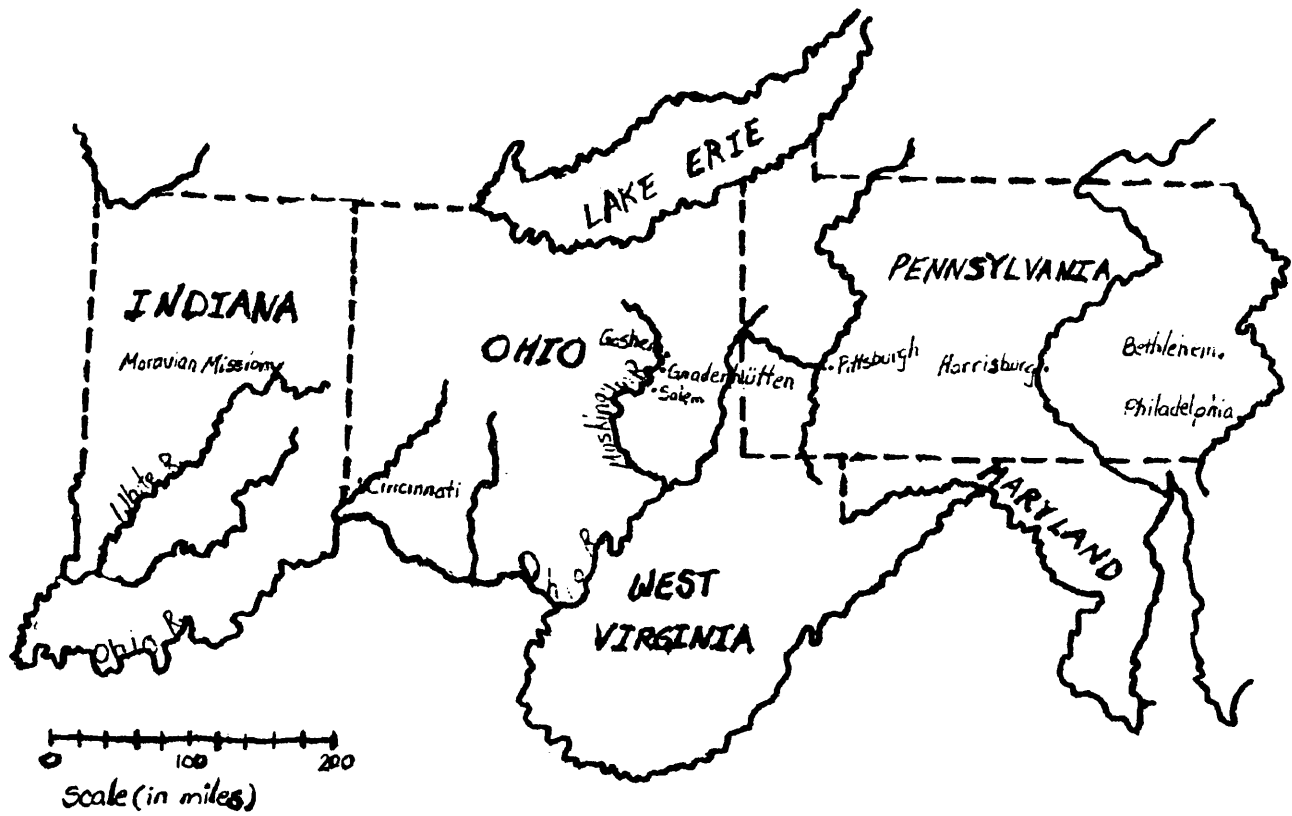 LAKE ERIE
PENNSYLVANIA
INDIANA
OHIO
Goshen
Moravian Mission
Gnadenhütten
Salem
Pittsburgh
Harrisburg
Bethlehem
Philadelphia
Muskingum R.
White R.
Cincinnati
MARYLAND
Ohio R.
WEST
VIRGINIA
Ohio R.
0 100 200
Scale (in miles)